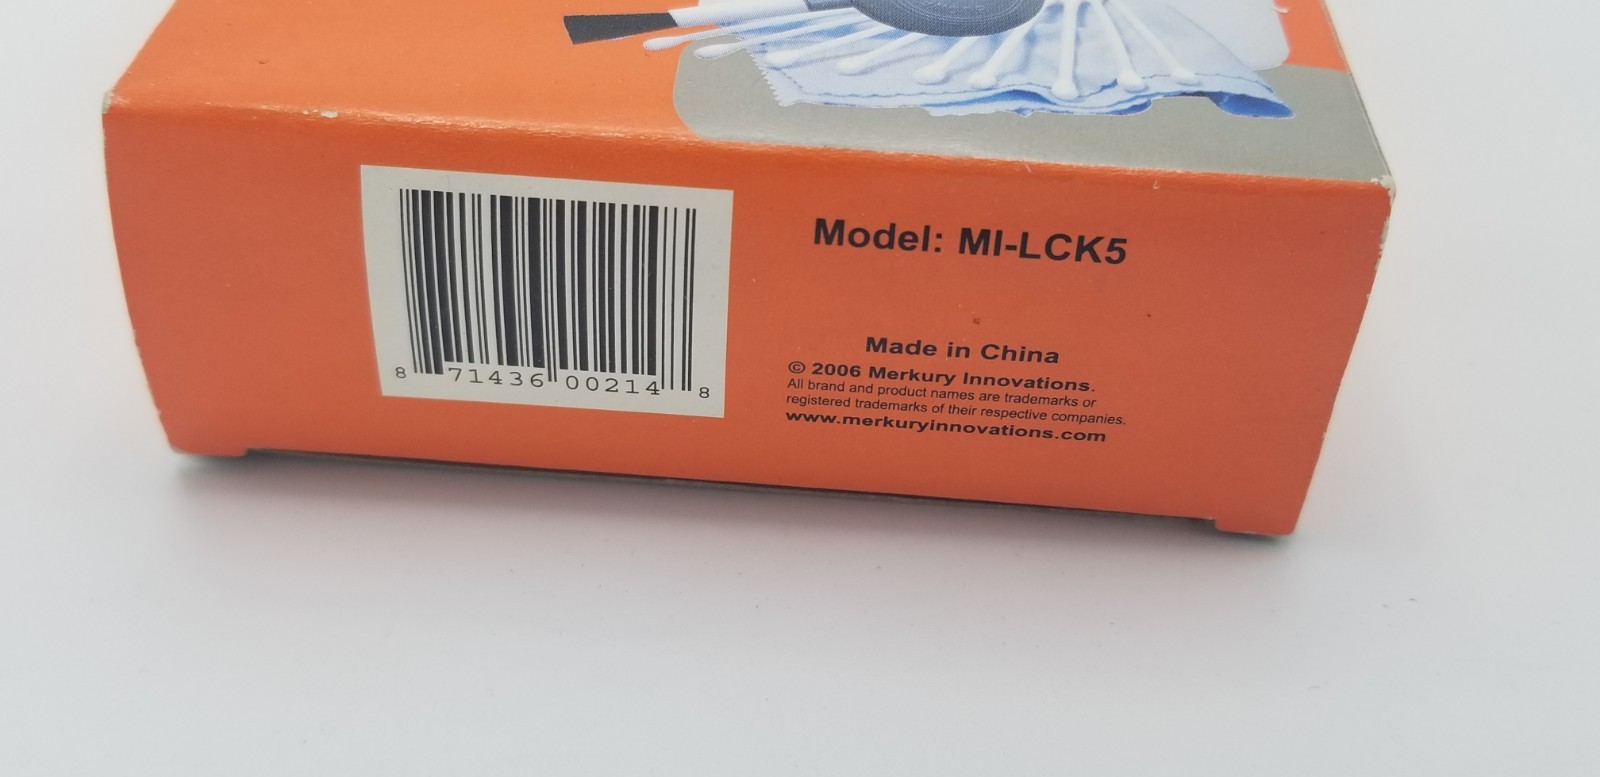 8 71436 00214 8
Model: MI-LCK5
Made in China
© 2006 Merkury Innovations.
All brand and product names are trademarks or
registered trademarks of their respective companies.
www.merkuryinnovations.com